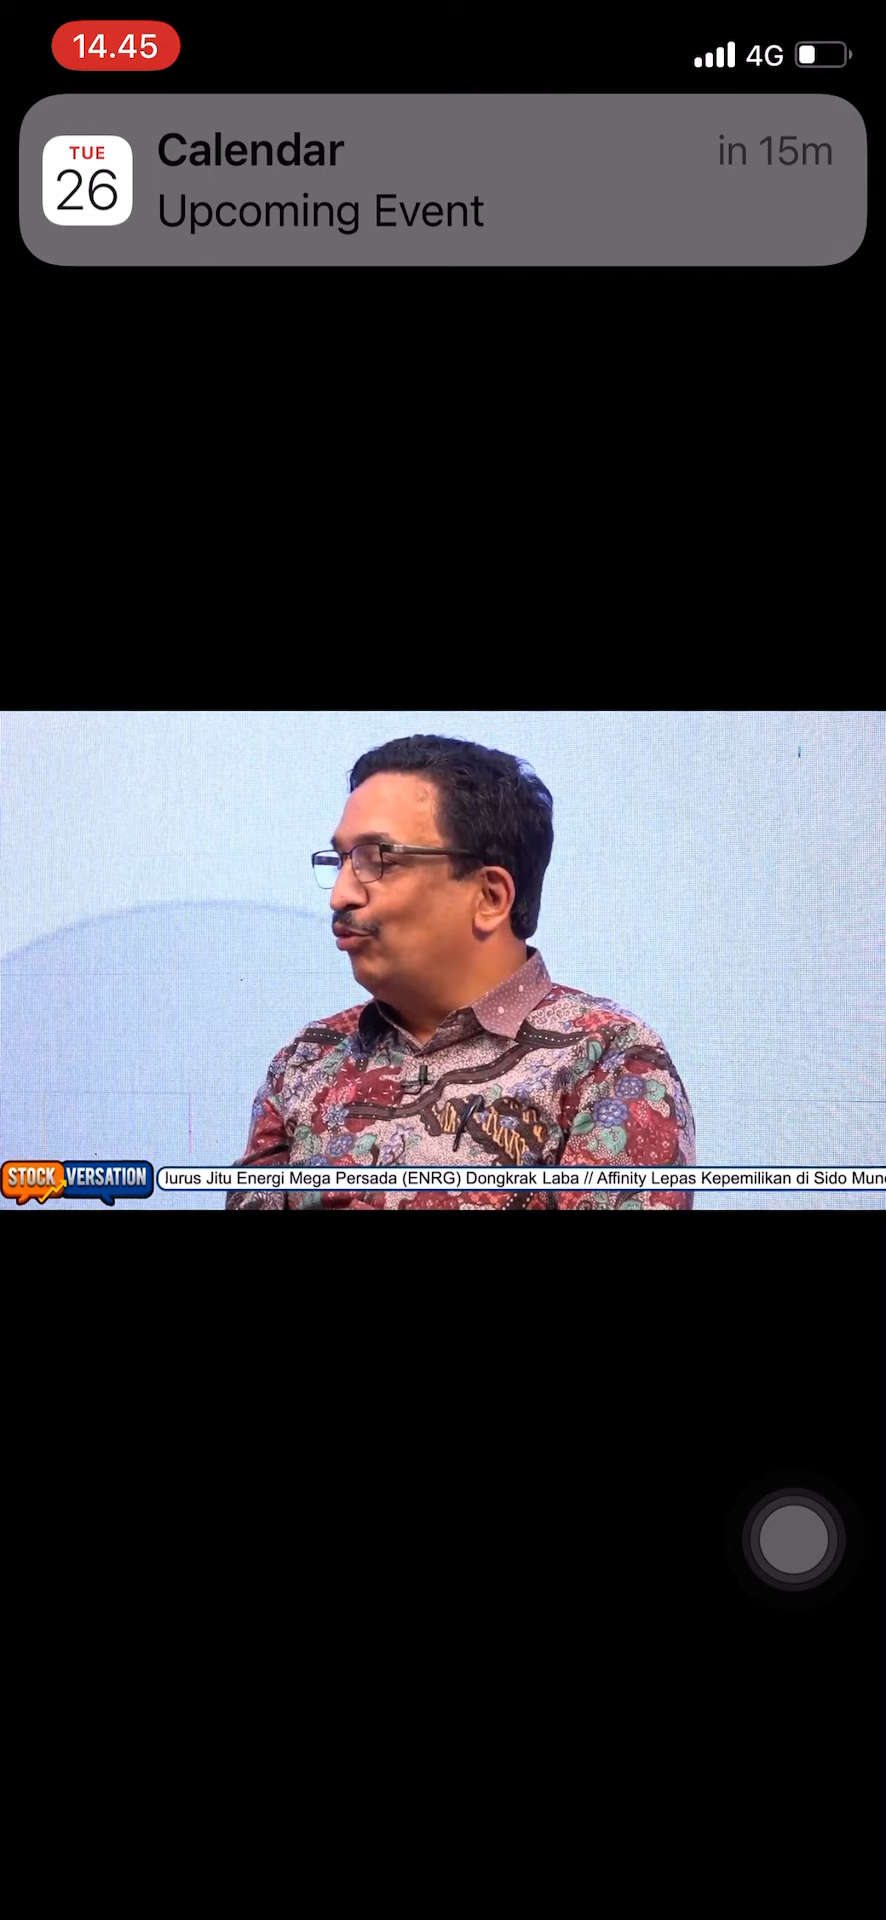 14.45
4G
TUE
26
Calendar
in 15m
Upcoming Event
STOCK VERSATION
Jurus Jitu Energi Mega Persada (ENRG) Dongkrak Laba // Affinity Lepas Kepemilikan di Sido